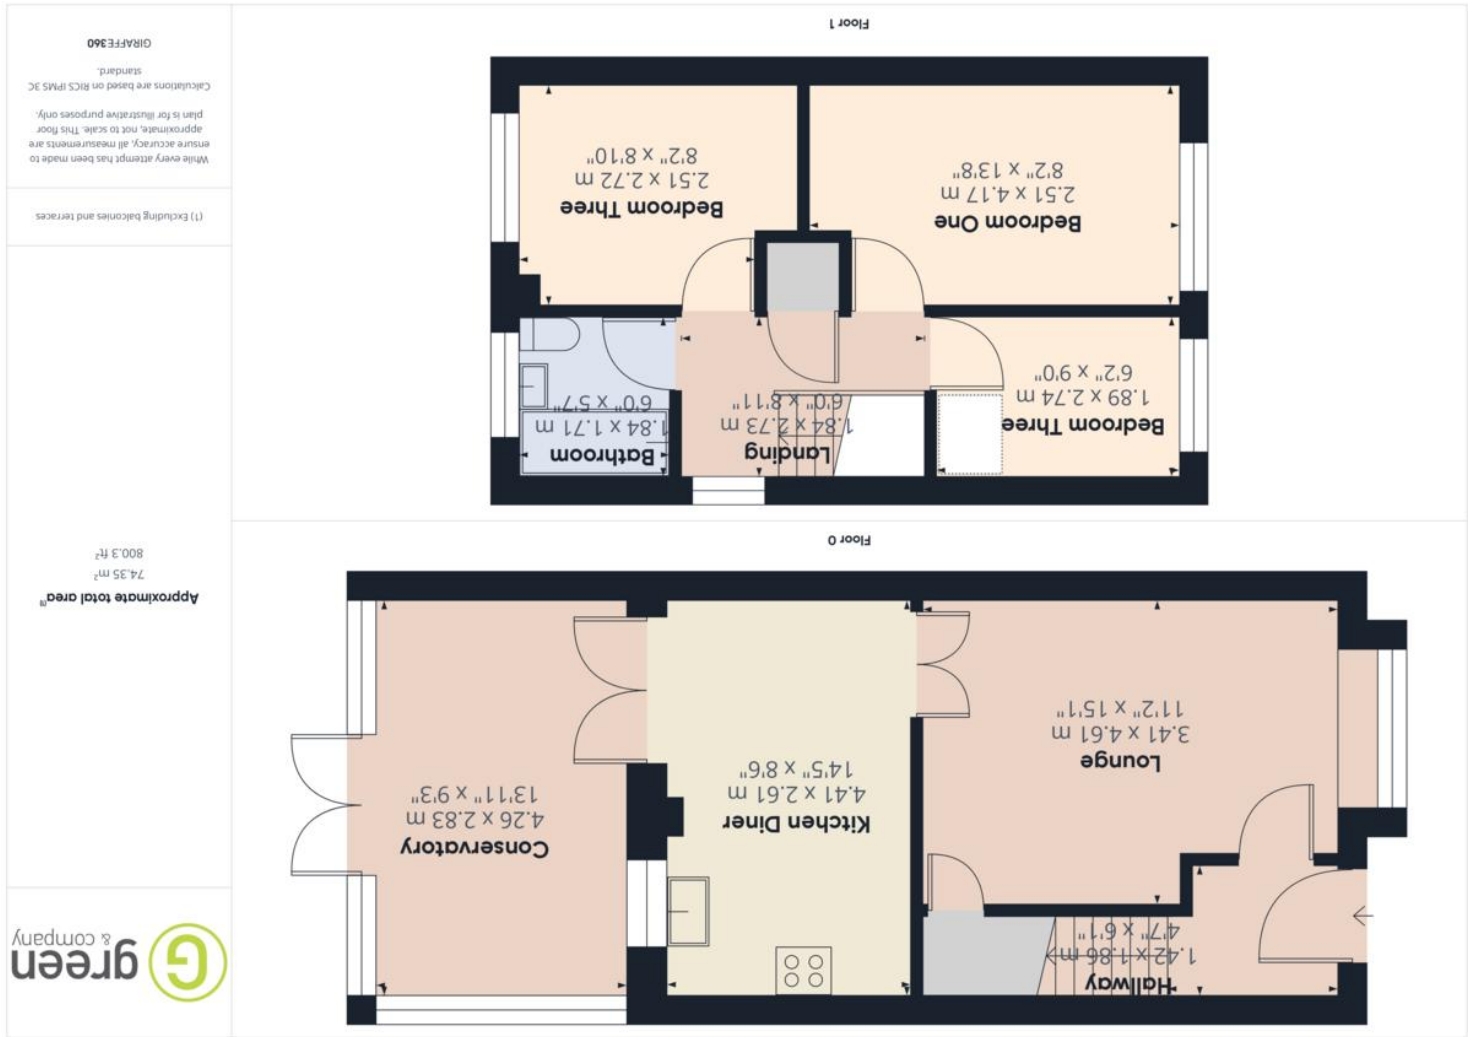 green
& company
Approximate total area⁽¹⁾
74.35 m²
800.3 ft²
(1) Excluding balconies and terraces
While every attempt has been made to
ensure accuracy, all measurements are
approximate, not to scale. This floor
plan is for illustrative purposes only.
Calculations are based on RICS IPMS 3C
standard.
GIRAFFE360
Hallway
1.42 x 1.86 m
4'7" x 6'1"
Kitchen Diner
4.41 x 2.61 m
14'5" x 8'6"
Conservatory
4.26 x 2.83 m
13'11" x 9'3"
Lounge
3.41 x 4.61 m
11'2" x 15'1"
Floor 0
Bedroom Three
1.89 x 2.74 m
6'2" x 9'0"
Landing
1.84 x 2.73 m
6'0" x 8'11"
Bathroom
1.84 x 1.71 m
6'0" x 5'7"
Bedroom One
2.51 x 4.17 m
8'2" x 13'8"
Bedroom Three
2.51 x 2.72 m
8'2" x 8'10"
Floor 1